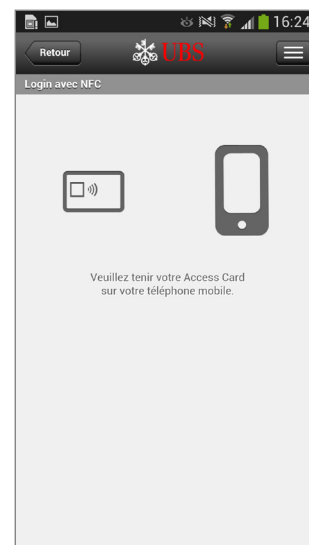 16:24
Retour
UBS
Login avec NFC
Veuillez tenir votre Access Card
sur votre téléphone mobile.